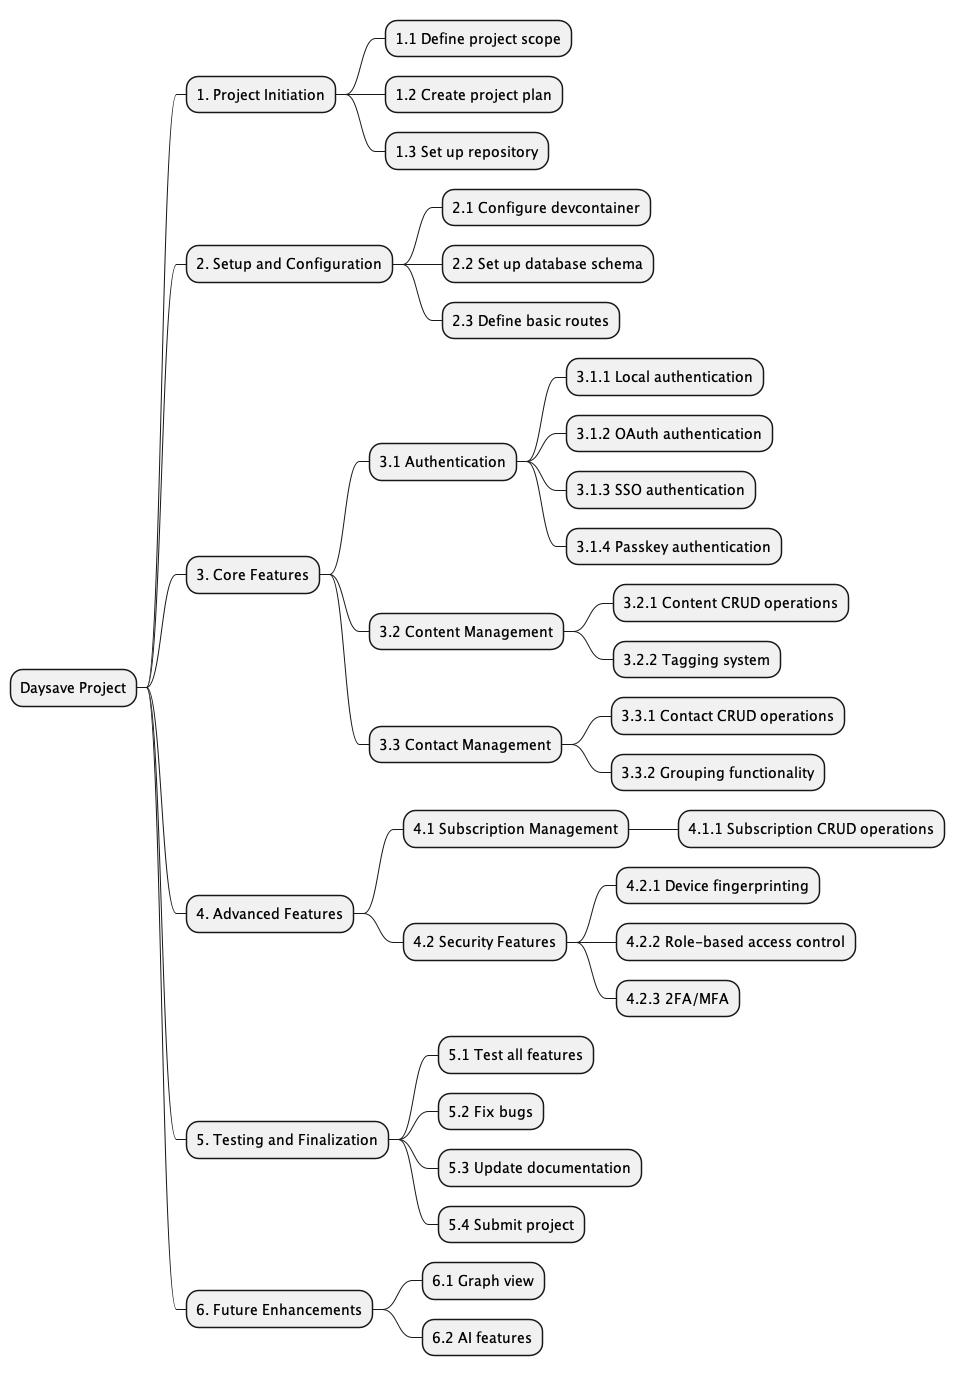 Daysave Project
1. Project Initiation
1.1 Define project scope
1.2 Create project plan
1.3 Set up repository
2. Setup and Configuration
2.1 Configure devcontainer
2.2 Set up database schema
2.3 Define basic routes
3. Core Features
3.1 Authentication
3.1.1 Local authentication
3.1.2 OAuth authentication
3.1.3 SSO authentication
3.1.4 Passkey authentication
3.2 Content Management
3.2.1 Content CRUD operations
3.2.2 Tagging system
3.3 Contact Management
3.3.1 Contact CRUD operations
3.3.2 Grouping functionality
4. Advanced Features
4.1 Subscription Management
4.1.1 Subscription CRUD operations
4.2 Security Features
4.2.1 Device fingerprinting
4.2.2 Role-based access control
4.2.3 2FA/MFA
5. Testing and Finalization
5.1 Test all features
5.2 Fix bugs
5.3 Update documentation
5.4 Submit project
6. Future Enhancements
6.1 Graph view
6.2 AI features